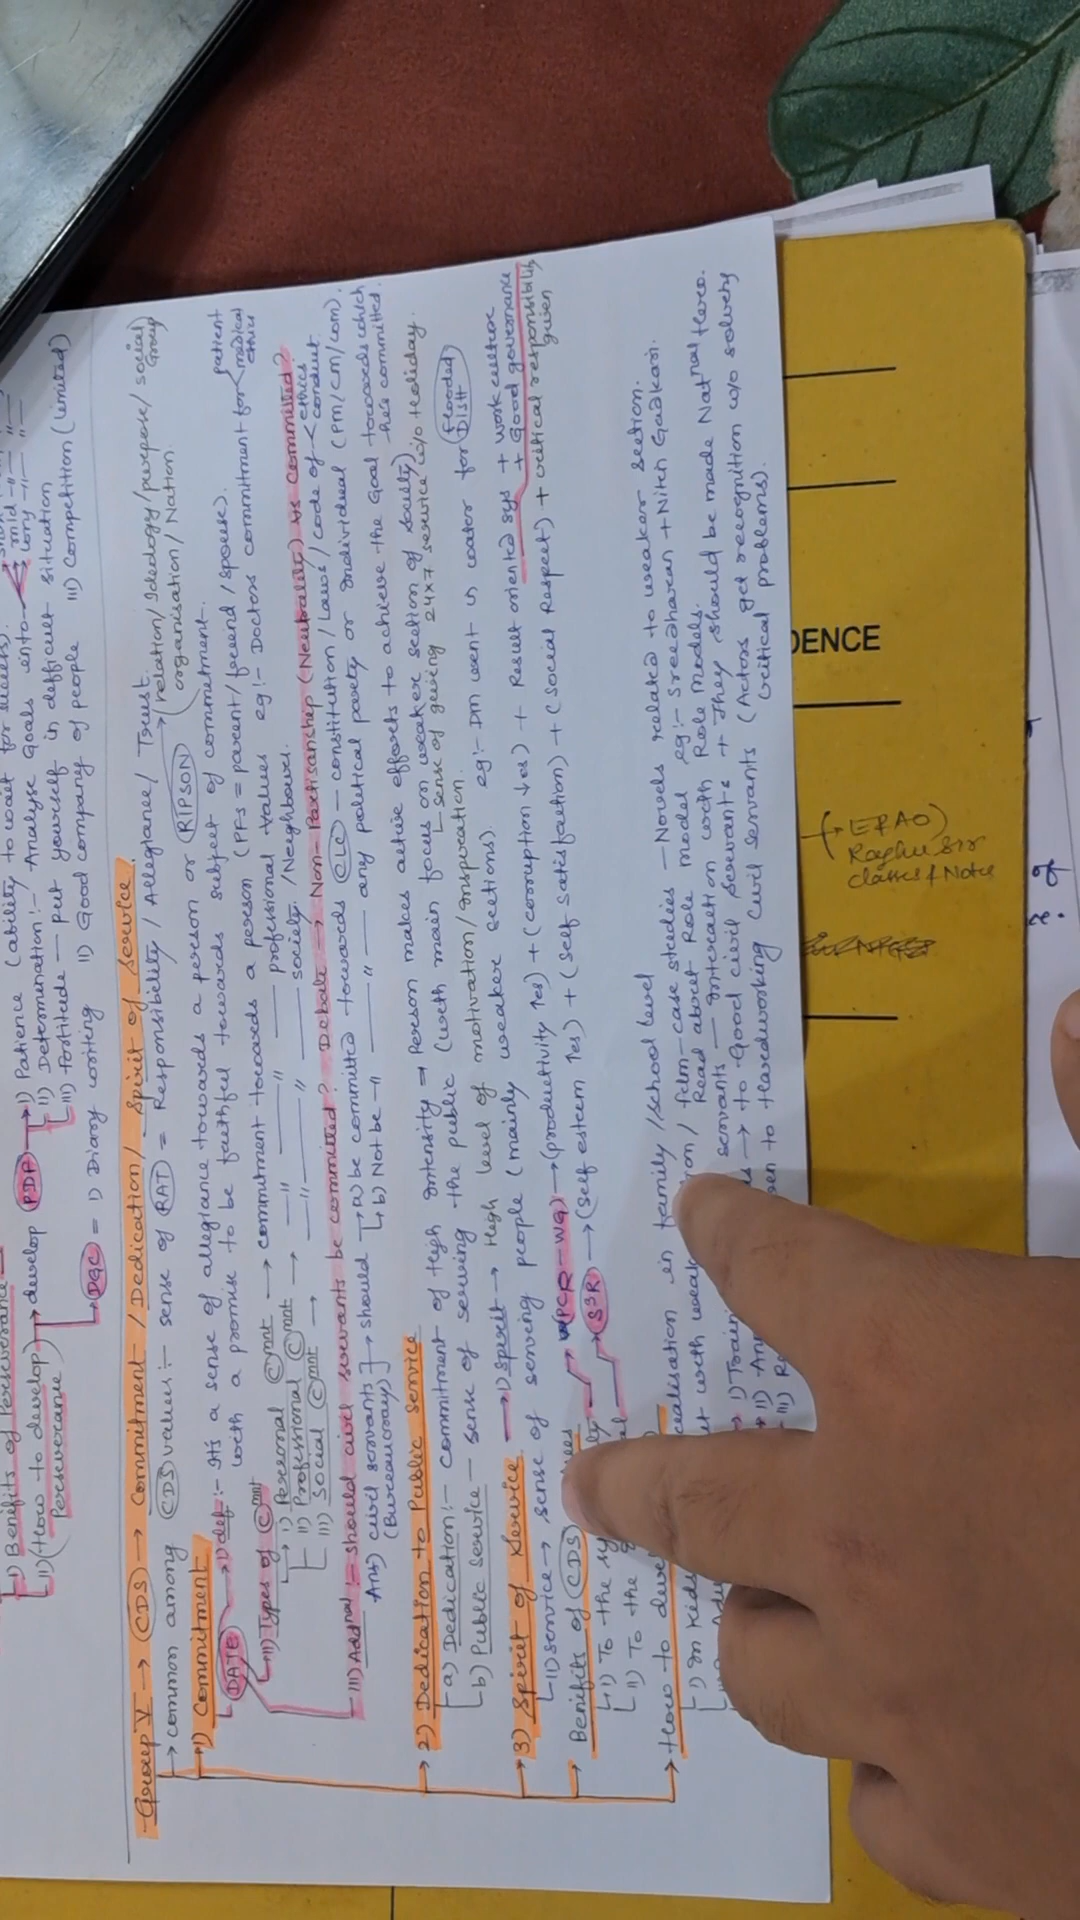 i) Benefits of Perseverance
ii) (How to develop) → develop PDF → i) Patience (ability to wait for success).
Perseverance
ii) Determination:- Analyse Goals into mid -"-
long -"- "-
iii) Fortitude — put yourself in difficult situation
DGC = i) Diary writing ii) Good company of people iii) Competition (limited)
Group V → CDS → Commitment / Dedication / Spirit of Service.
→ common among CDS values:- sense of RAT = Responsibility / Allegiance / Trust.
1) Commitment
DATE → i) def:- It's a sense of allegiance towards a person or RIPSON → relation/Ideology/purpose/social Group
organisation/Nation.
with a promise to be faithful towards subject of commitment.
ii) Types of Cmnt
i) Personal Cmnt → commitment towards a person (PFS = parent/friend/spouse).
ii) Professional Cmnt → —"— —"— professional values eg:- Doctors commitment for patient
medical ethics
iii) Social Cmnt → —"— —"— society/Neighbour.
iii) Addnal:- should civil servants be committed? Debate → Non-Partisanship (Neutrality) vs committed?
Ans) civil servants → should → a) be committed towards CLC — constitution/Laws/code of ethics
conduct
(Bureaucracy)
b) Not be —"— —"— any political party or individual (PM/CM/com).
2) Dedication to Public service
a) Dedication:- commitment of high intensity → Person makes active efforts to achieve the Goal towards which he's committed.
b) Public Service — sense of serving the public (with main focus on weaker section of society)
sense of giving 24x7 service w/o Holiday.
3) Spirit of Service → i) Spirit → High level of motivation/inspiration.
ii) service → sense of serving people (mainly weaker sections). eg:- DM went in water for flooded Distt
→ Benifits of CDS
i) To the → PCR-WG → (productivity ↑es) + (corruption ↓es) + Result oriented sys + work culture
+ Good governance
ii) To the → S³R → (self esteem ↑es) + (self satisfaction) + (social Respect) + critical responsibility given
→ How to
i) in family/school level
with film — case studies — Novels related to weaker section.
Read about Role model eg:- Sreedharan + Nitin Gadkari.
servants — interaction with Role models.
i) → to Good civil servants + They should be made Natnal Hero.
to Hardworking civil servants (Actors get recognition w/o solving
critical problems).
DENCE
ERAO
Raghu Sir
classes & Notes